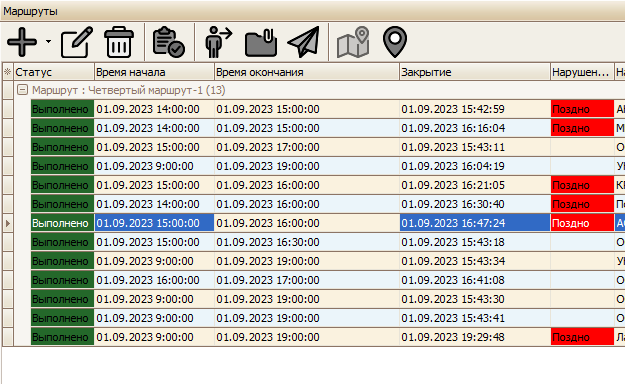 Маршруты
Статус Время начала Время окончания Закрытие Нарушен... На
Маршрут : Четвертый маршрут-1 (13)
Выполнено 01.09.2023 14:00:00 01.09.2023 15:00:00 01.09.2023 15:42:59 Поздно
Выполнено 01.09.2023 14:00:00 01.09.2023 15:00:00 01.09.2023 16:16:04 Поздно М
Выполнено 01.09.2023 15:00:00 01.09.2023 17:00:00 01.09.2023 15:43:11 О
Выполнено 01.09.2023 9:00:00 01.09.2023 19:00:00 01.09.2023 16:04:19
Выполнено 01.09.2023 15:00:00 01.09.2023 16:00:00 01.09.2023 16:21:05 Поздно
Выполнено 01.09.2023 14:00:00 01.09.2023 16:00:00 01.09.2023 16:30:40 Поздно
Выполнено 01.09.2023 15:00:00 01.09.2023 16:00:00 01.09.2023 16:47:24 Поздно
Выполнено 01.09.2023 15:00:00 01.09.2023 16:30:00 01.09.2023 15:43:18 О
Выполнено 01.09.2023 9:00:00 01.09.2023 19:00:00 01.09.2023 15:43:34
Выполнено 01.09.2023 16:00:00 01.09.2023 17:00:00 01.09.2023 16:41:08 О
Выполнено 01.09.2023 9:00:00 01.09.2023 19:00:00 01.09.2023 15:43:30 О
Выполнено 01.09.2023 9:00:00 01.09.2023 19:00:00 01.09.2023 15:43:41 О
Выполнено 01.09.2023 9:00:00 01.09.2023 19:00:00 01.09.2023 19:29:48 Поздно Ла